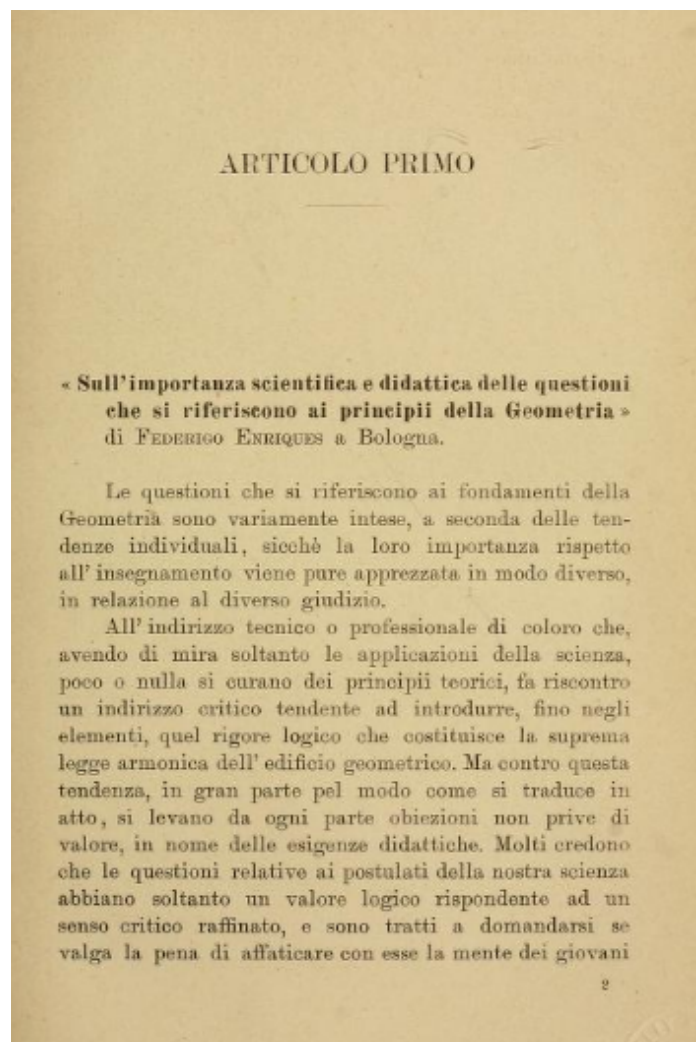 ARTICOLO PRIMO
« Sull'importanza scientifica e didattica delle questioni
che si riferiscono ai principii della Geometria »
di FEDERIGO ENRIQUES a Bologna.
Le questioni che si riferiscono ai fondamenti della
Geometria sono variamente intese, a seconda delle ten-
denze individuali, sicchè la loro importanza rispetto
all' insegnamento viene pure apprezzata in modo diverso,
in relazione al diverso giudizio.
All' indirizzo tecnico o professionale di coloro che,
avendo di mira soltanto le applicazioni della scienza,
poco o nulla si curano dei principii teorici, fa riscontro
un indirizzo critico tendente ad introdurre, fino negli
elementi, quel rigore logico che costituisce la suprema
legge armonica dell' edificio geometrico. Ma contro questa
tendenza, in gran parte pel modo come si traduce in
atto, si levano da ogni parte obiezioni non prive di
valore, in nome delle esigenze didattiche. Molti credono
che le questioni relative ai postulati della nostra scienza
abbiano soltanto un valore logico rispondente ad un
senso critico raffinato, e sono tratti a domandarsi se
valga la pena di affaticare con esse la mente dei giovani
2